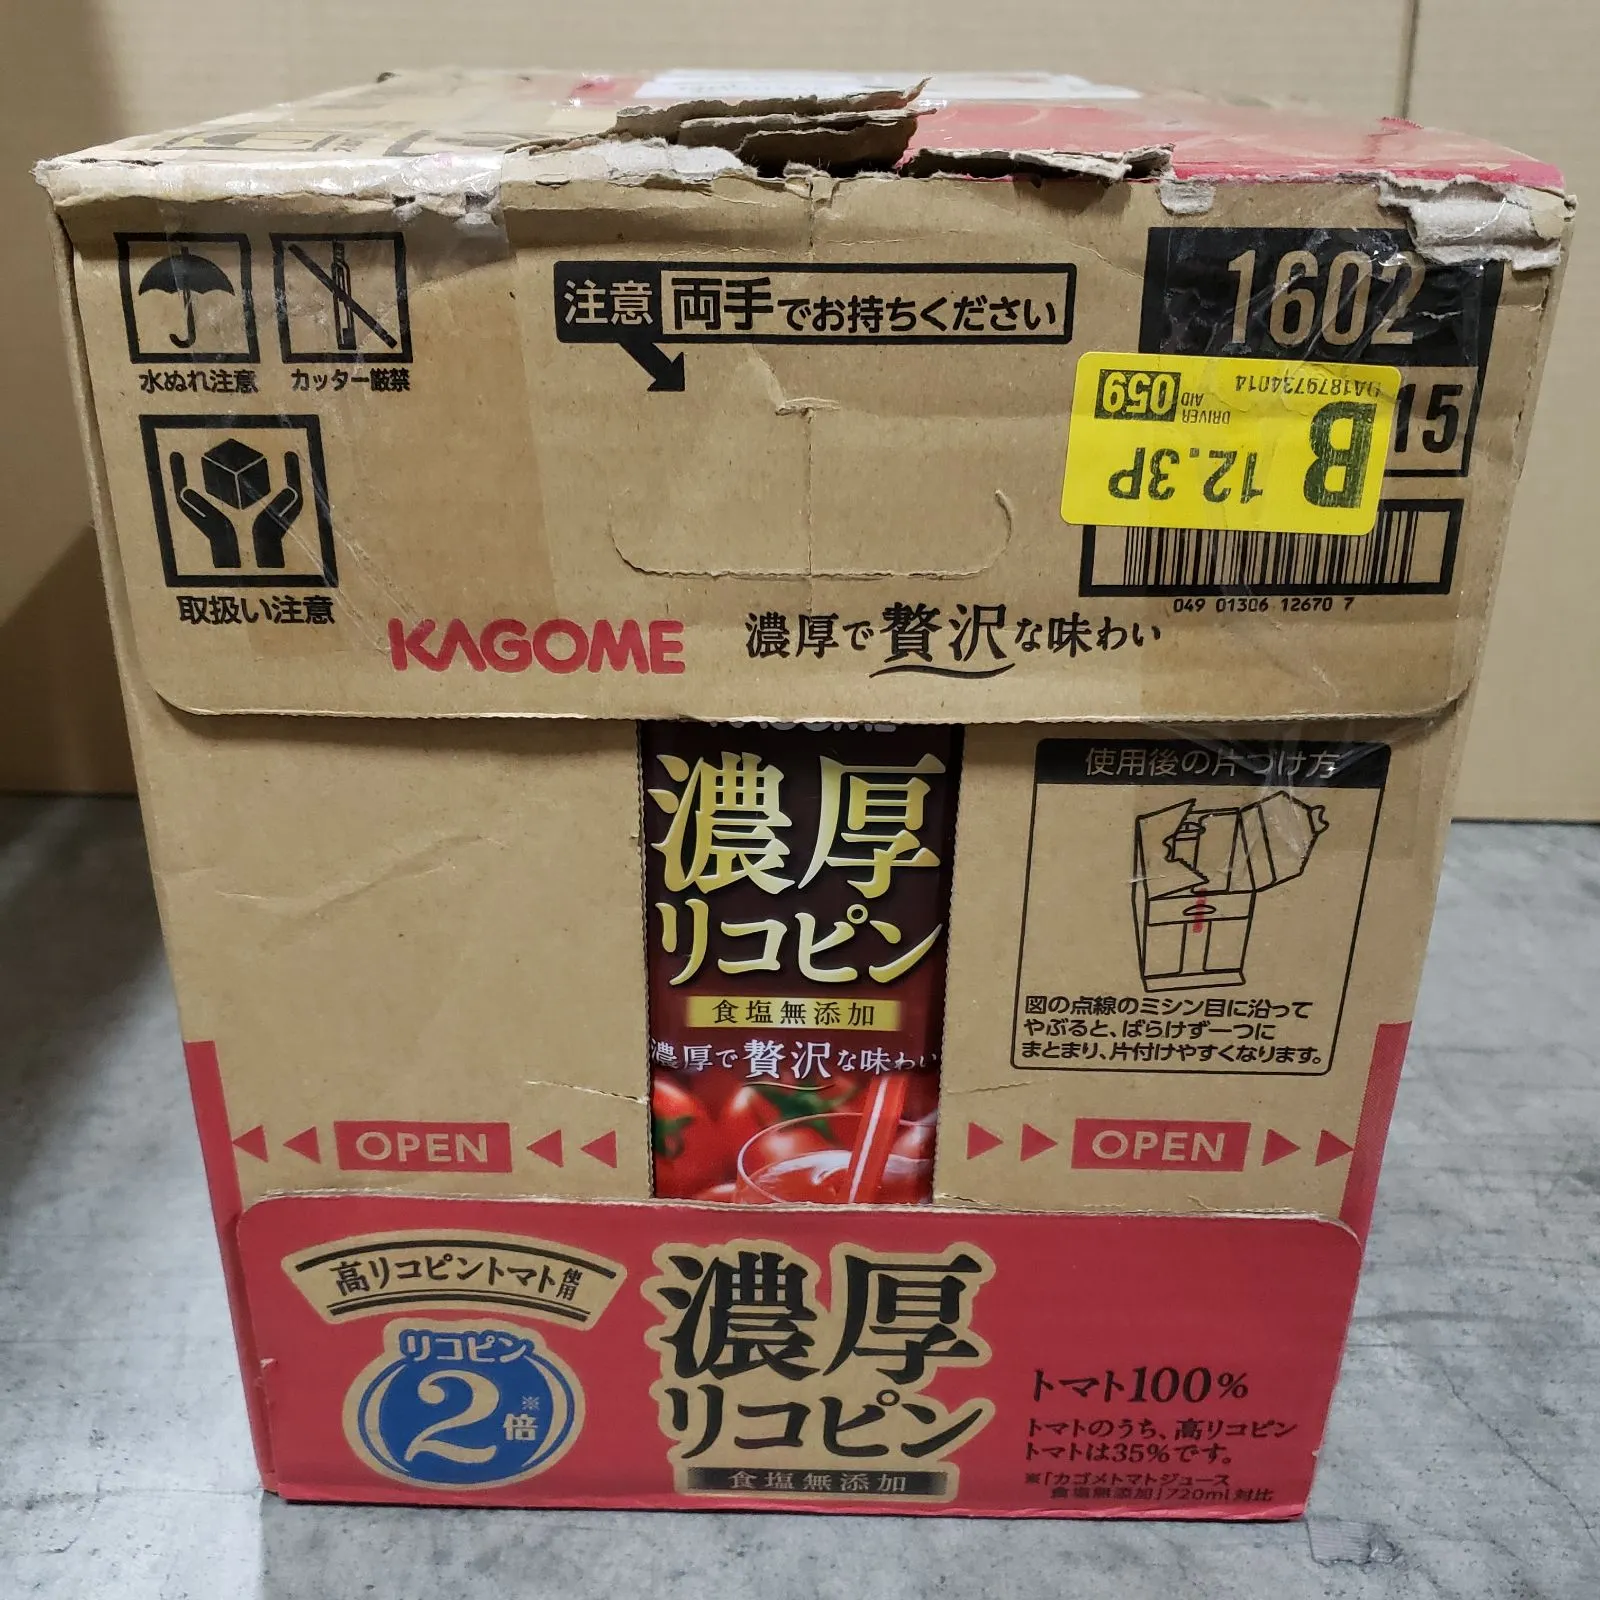 注意 両手でお持ちください
水ぬれ注意
カッター厳禁
取扱い注意
1602
15
DRIVER AID 059
DA1879734014
B
12.3P
049 01306 12670 7
KAGOME
濃厚で贅沢な味わい
濃厚
リコピン
食塩無添加
濃厚で贅沢な味わい
使用後の片づけ方
図の点線のミシン目に沿って
やぶると、ばらけず一つに
まとまり、片付けやすくなります。
OPEN
OPEN
高リコピントマト使用
リコピン
2倍※
濃厚
リコピン
食塩無添加
トマト100%
トマトのうち、高リコピン
トマトは35%です。
※「カゴメトマトジュース
食塩無添加」720ml対比